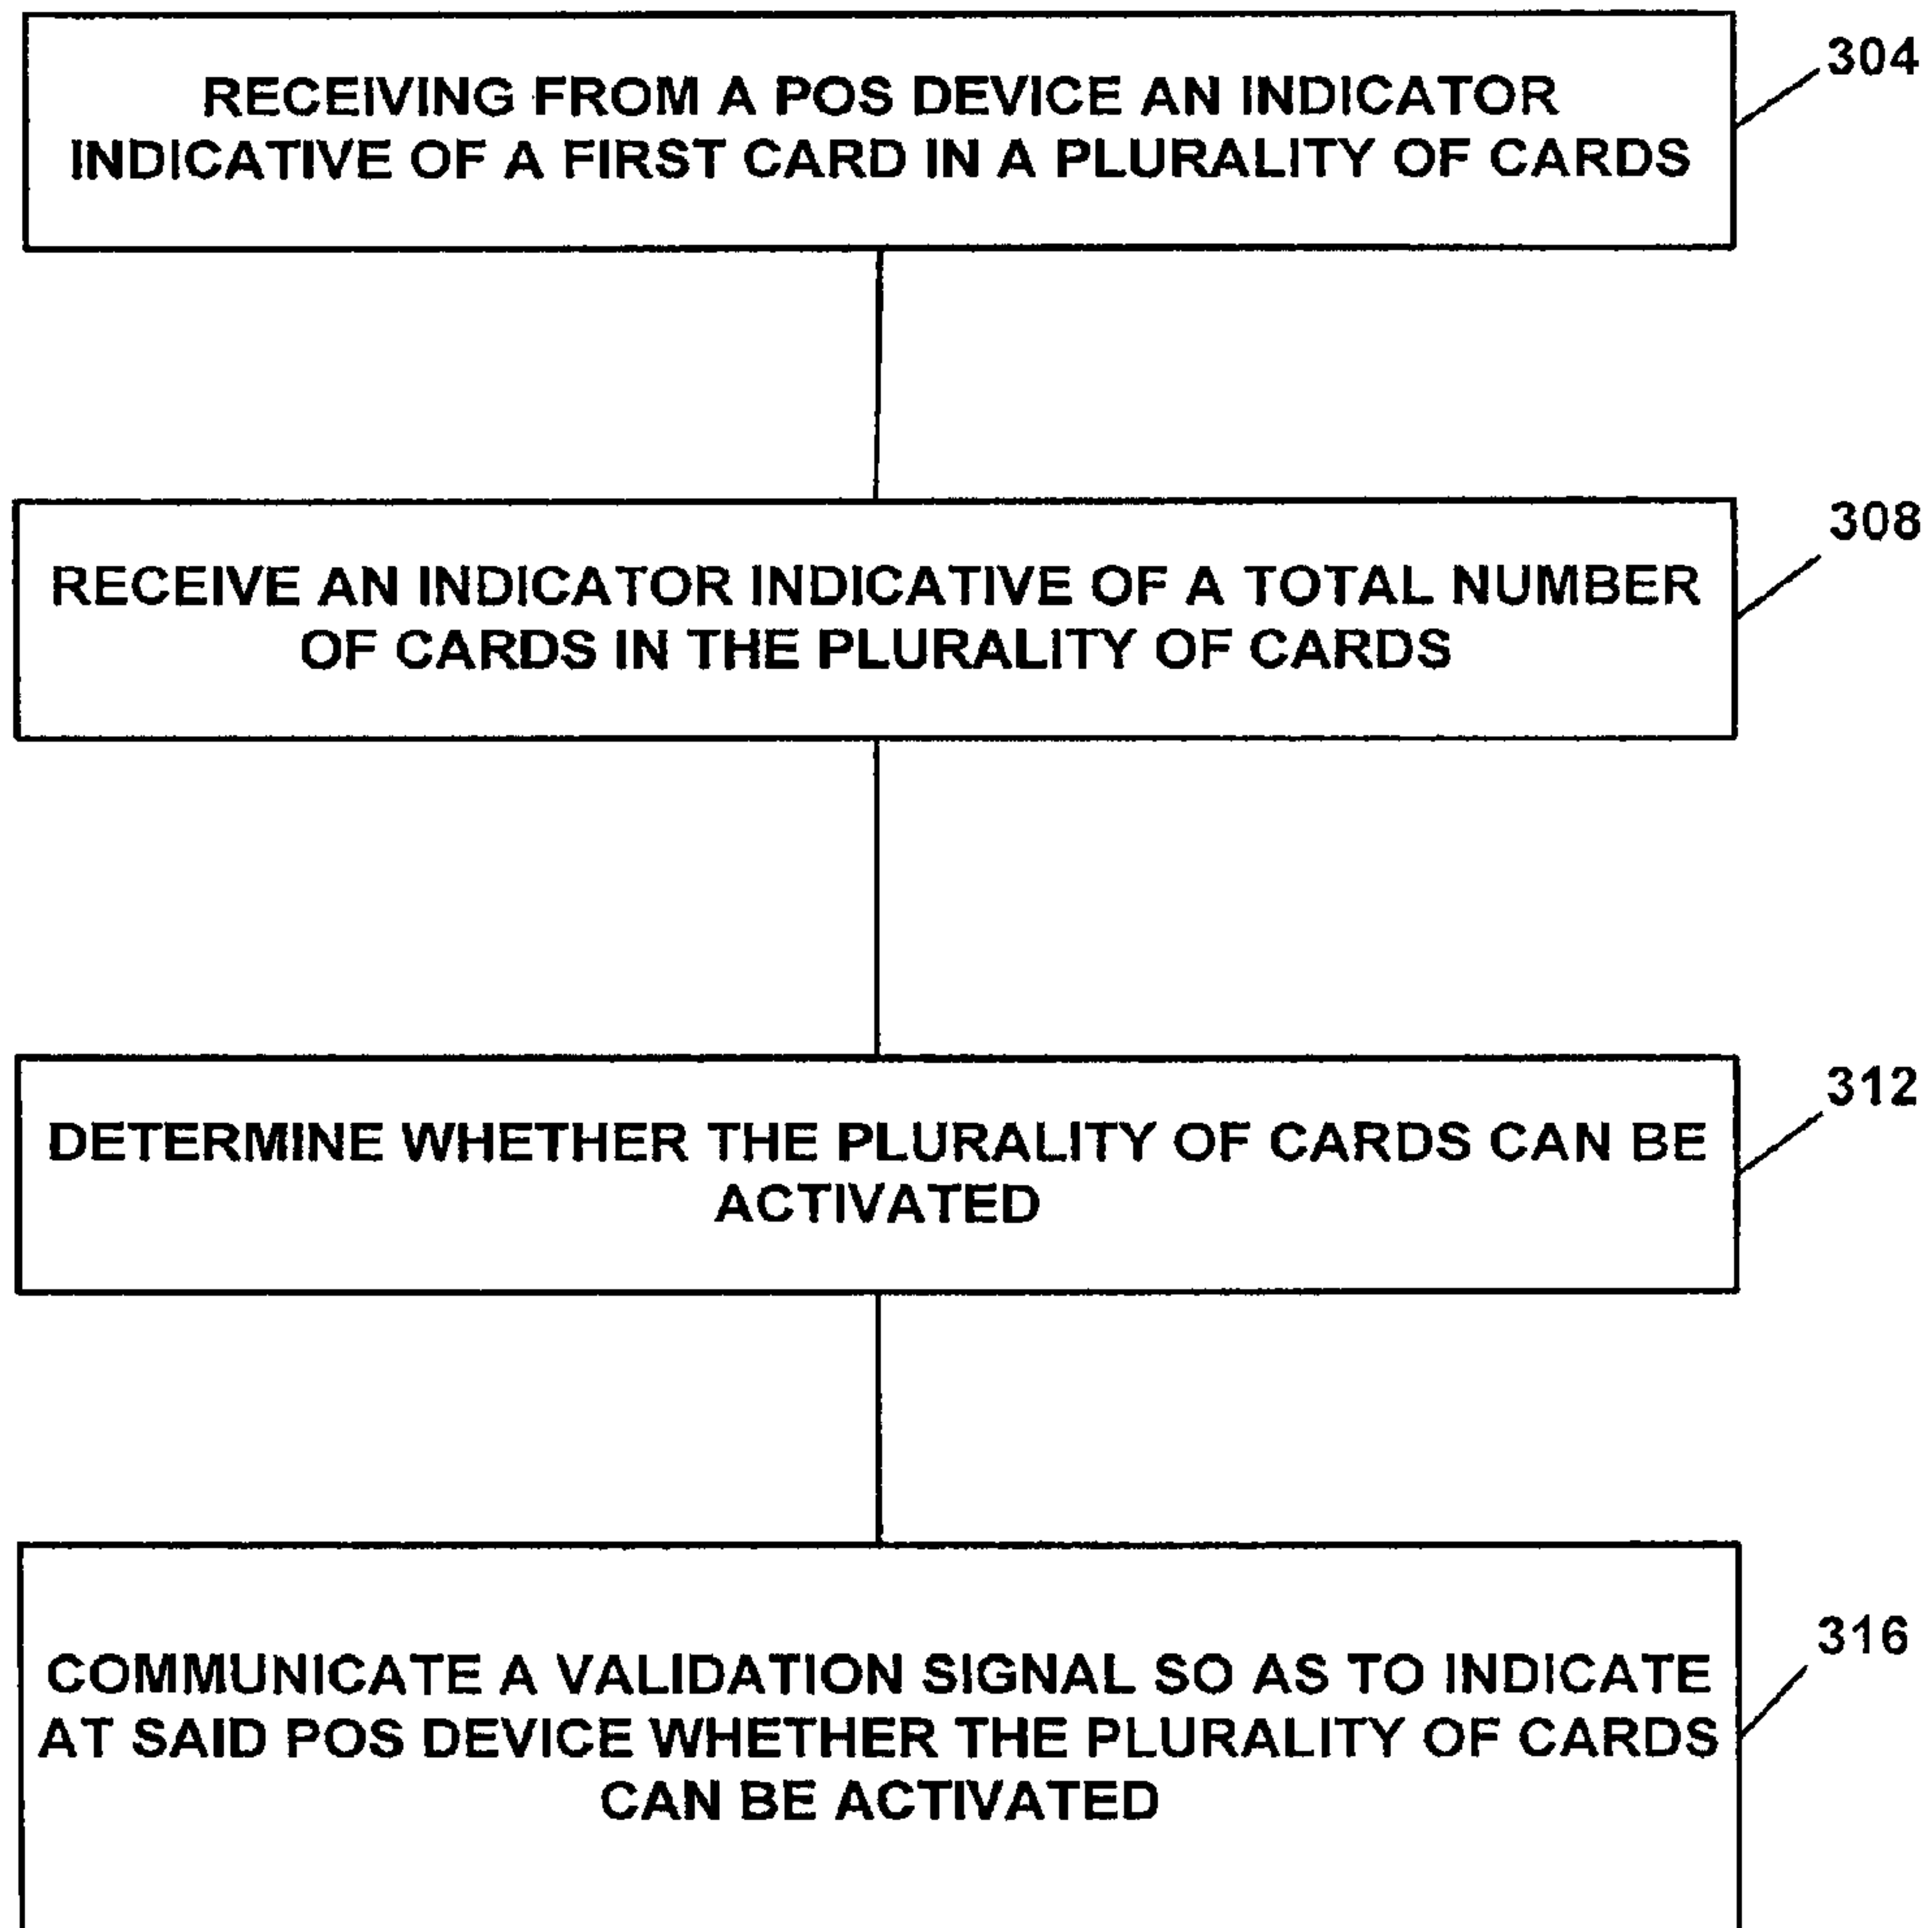 RECEIVING FROM A POS DEVICE AN INDICATOR
INDICATIVE OF A FIRST CARD IN A PLURALITY OF CARDS
304
RECEIVE AN INDICATOR INDICATIVE OF A TOTAL NUMBER
OF CARDS IN THE PLURALITY OF CARDS
308
DETERMINE WHETHER THE PLURALITY OF CARDS CAN BE
ACTIVATED
312
COMMUNICATE A VALIDATION SIGNAL SO AS TO INDICATE
AT SAID POS DEVICE WHETHER THE PLURALITY OF CARDS
CAN BE ACTIVATED
316